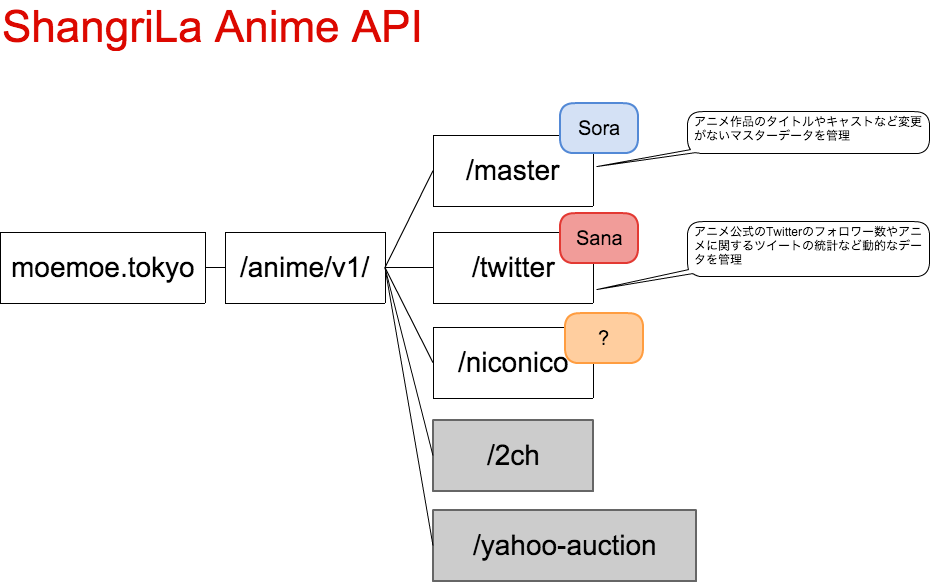 ShangriLa Anime API
Sora
アニメ作品のタイトルやキャストなど変更
がないマスターデータを管理
/master
Sana
アニメ公式のTwitterのフォロワー数やアニ
メに関するツイートの統計など動的なデー
タを管理
moemoe.tokyo
/anime/v1/
/twitter
?
/niconico
/2ch
/yahoo-auction